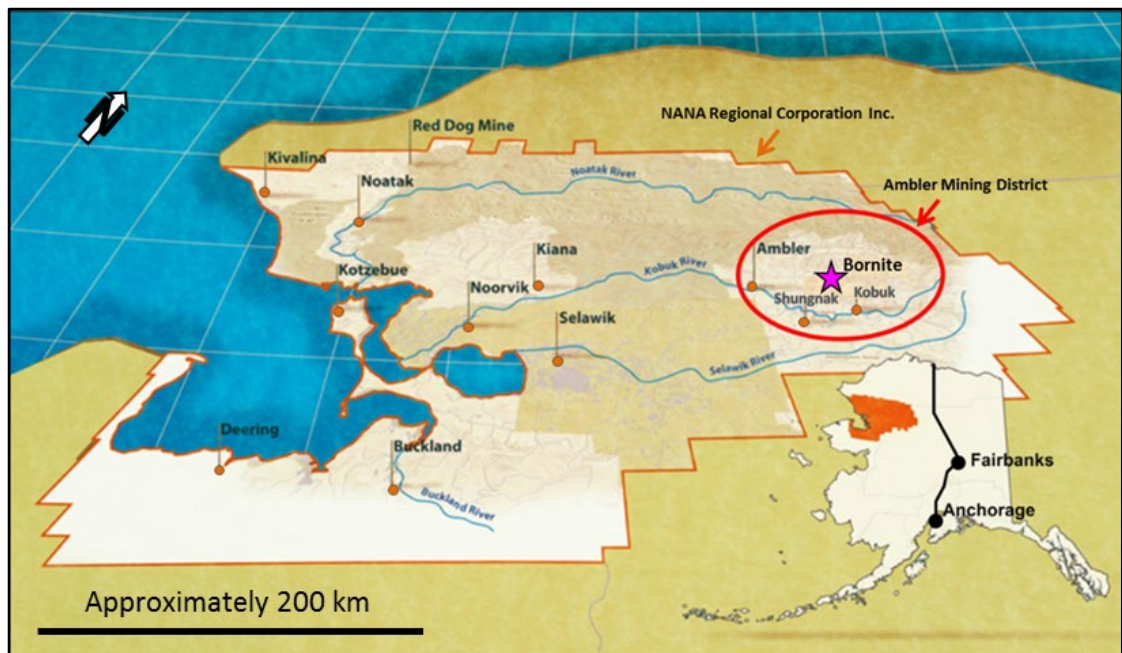 NANA Regional Corporation Inc.
Red Dog Mine
Kivalina
Noatak River
Noatak
Ambler Mining District
Kotzebue
Kiana
Kobuk River
Ambler
Bornite
Noorvik
Shungnak
Kobuk
Selawik
Selawik River
Deering
Buckland
Buckland River
Fairbanks
Anchorage
Approximately 200 km
N